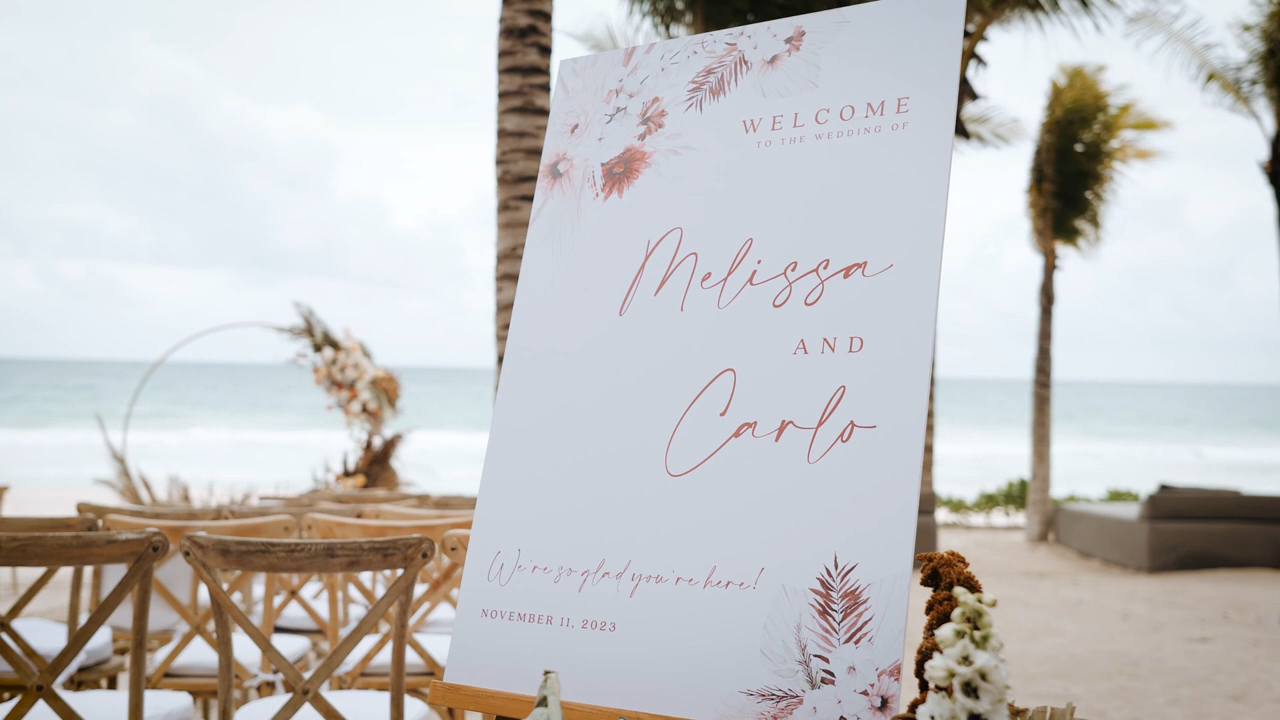 WELCOME
TO THE WEDDING OF
Melissa
AND
Carlo
We're so glad you're here!
NOVEMBER 11, 2023